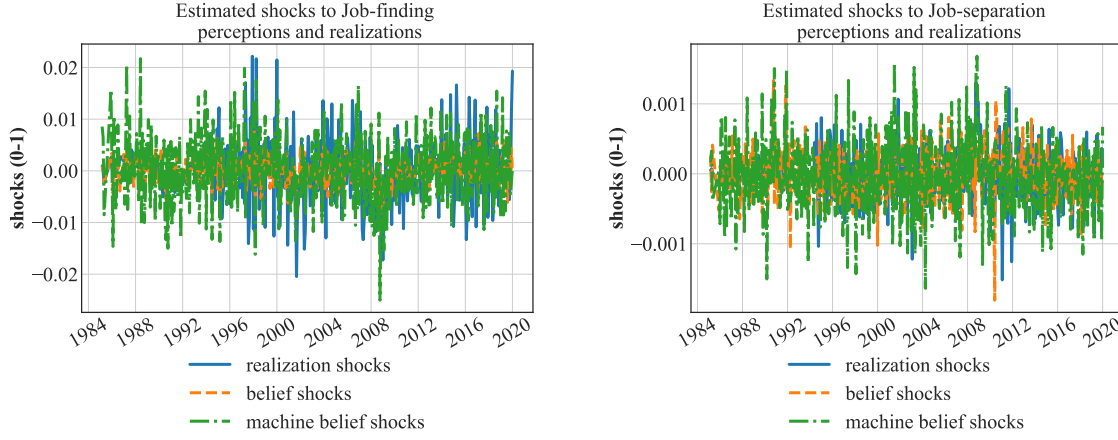 Estimated shocks to Job-finding
perceptions and realizations
shocks (0-1)
0.02
0.01
0.00
−0.01
−0.02
1984
1988
1992
1996
2000
2004
2008
2012
2016
2020
realization shocks
belief shocks
machine belief shocks
Estimated shocks to Job-separation
perceptions and realizations
shocks (0-1)
0.001
0.000
−0.001
1984
1988
1992
1996
2000
2004
2008
2012
2016
2020
realization shocks
belief shocks
machine belief shocks